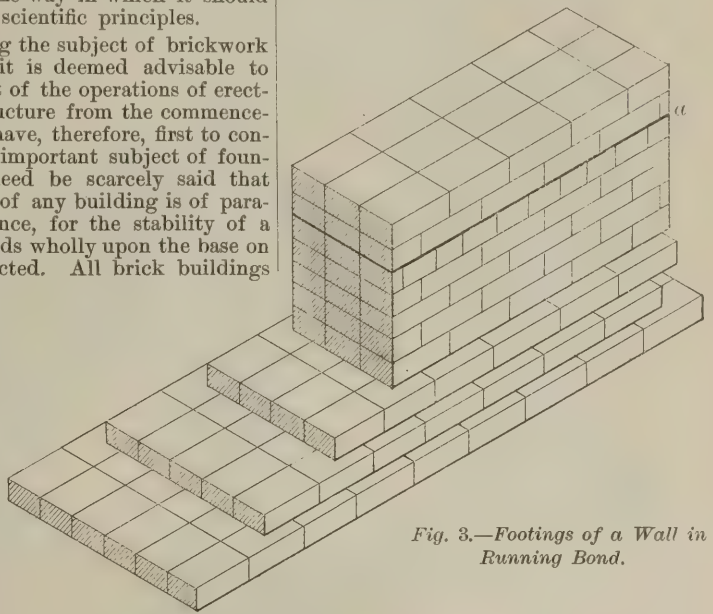 the way in which it should
scientific principles.
g the subject of brickwork
it is deemed advisable to
t of the operations of erect-
ucture from the commence-
have, therefore, first to con-
important subject of foun-
eed be scarcely said that
of any building is of para-
nce, for the stability of a
ds wholly upon the base on
cted. All brick buildings
a
Fig. 3.—Footings of a Wall in
Running Bond.